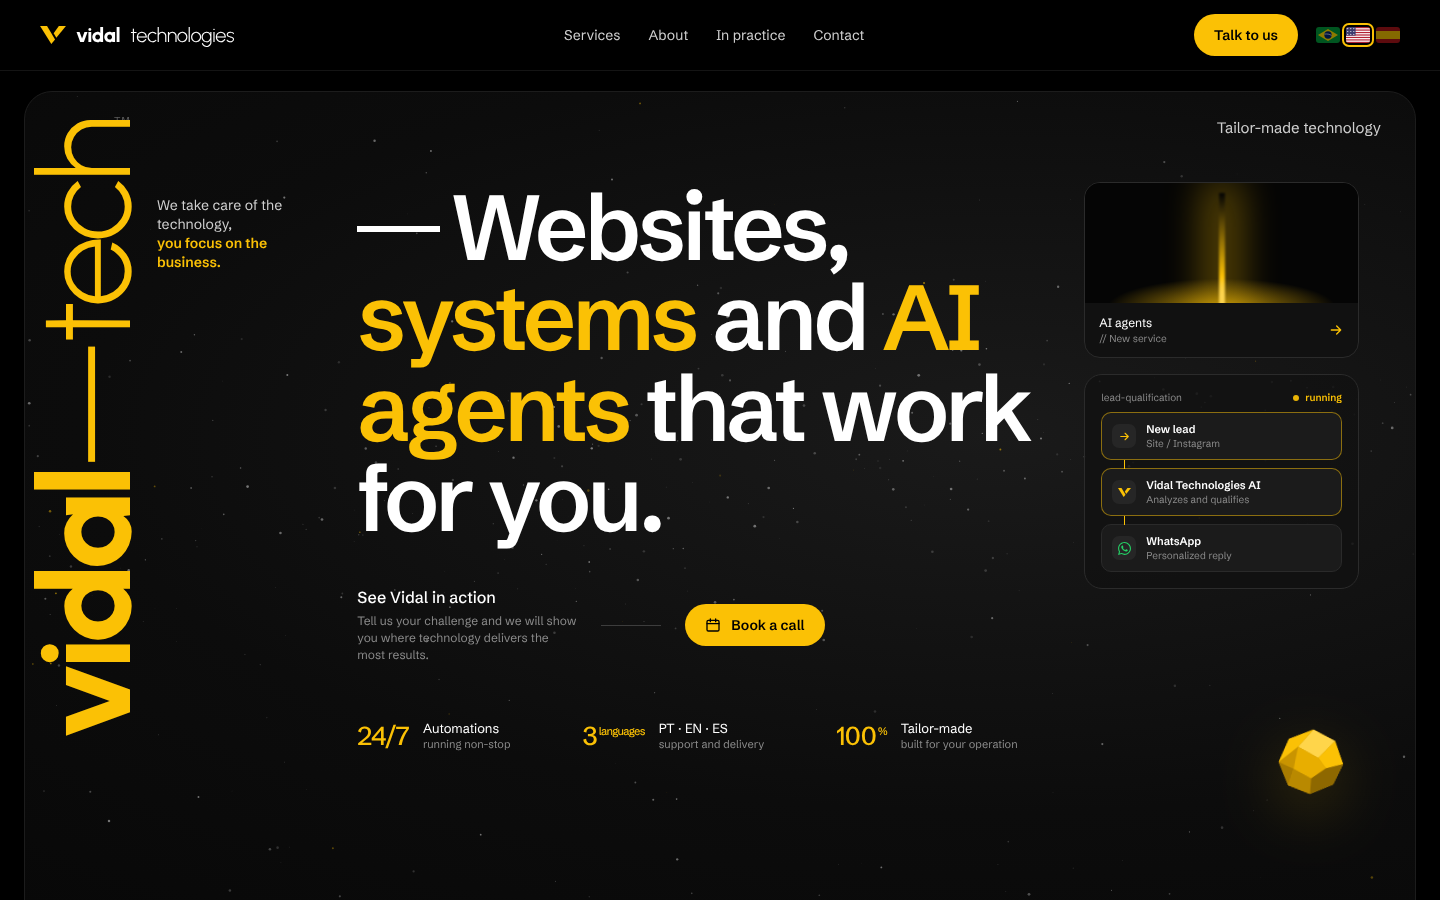 vidal technologies
Services
About
In practice
Contact
Talk to us
vidal—tech
TM
We take care of the
technology,
you focus on the
business.
— Websites,
systems and AI
agents that work
for you.
Tailor-made technology
AI agents
// New service
→
lead-qualification
running
New lead
Site / Instagram
Vidal Technologies AI
Analyzes and qualifies
WhatsApp
Personalized reply
See Vidal in action
Tell us your challenge and we will show
you where technology delivers the
most results.
Book a call
24/7
Automations
running non-stop
3 languages
PT · EN · ES
support and delivery
100%
Tailor-made
built for your operation